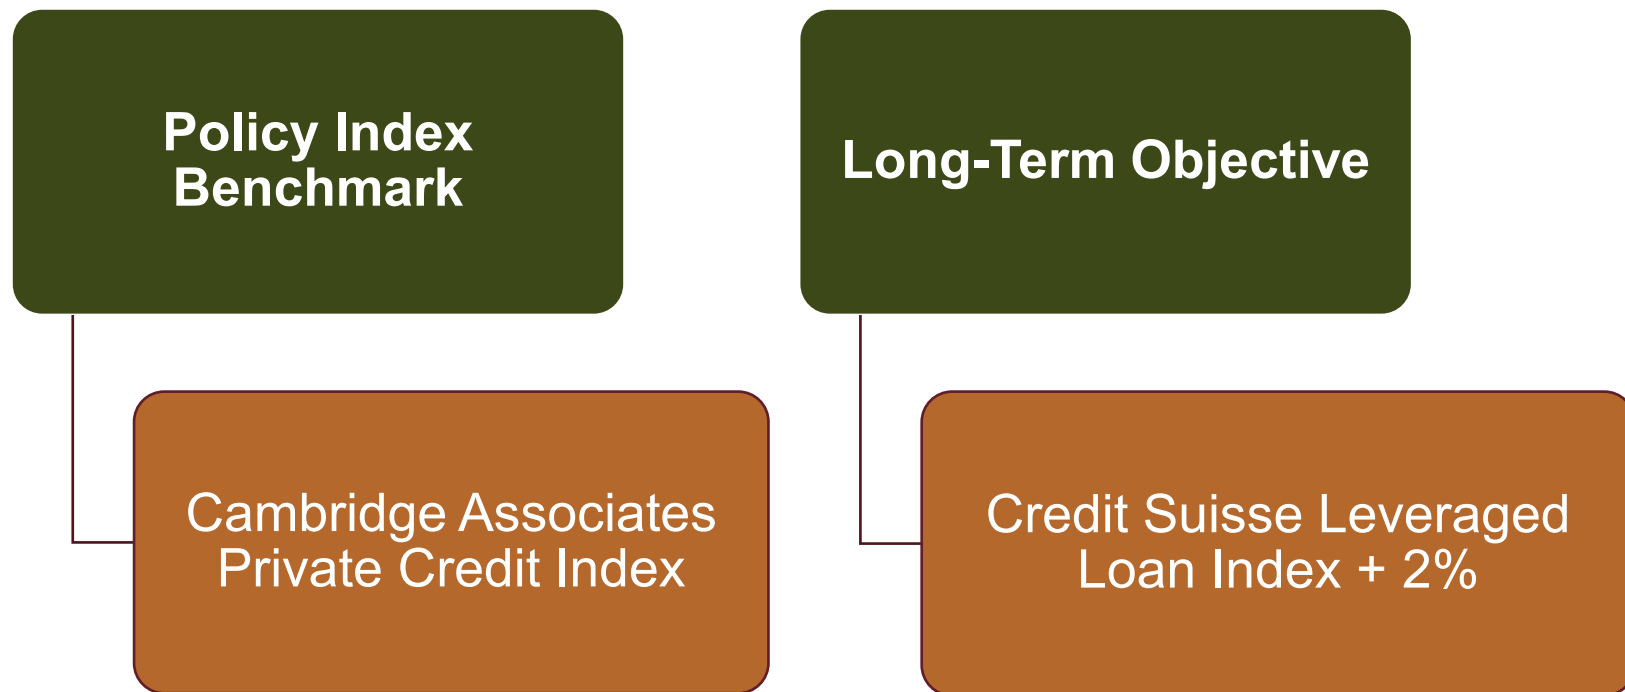 Policy Index
Benchmark
Cambridge Associates
Private Credit Index
Long-Term Objective
Credit Suisse Leveraged
Loan Index + 2%